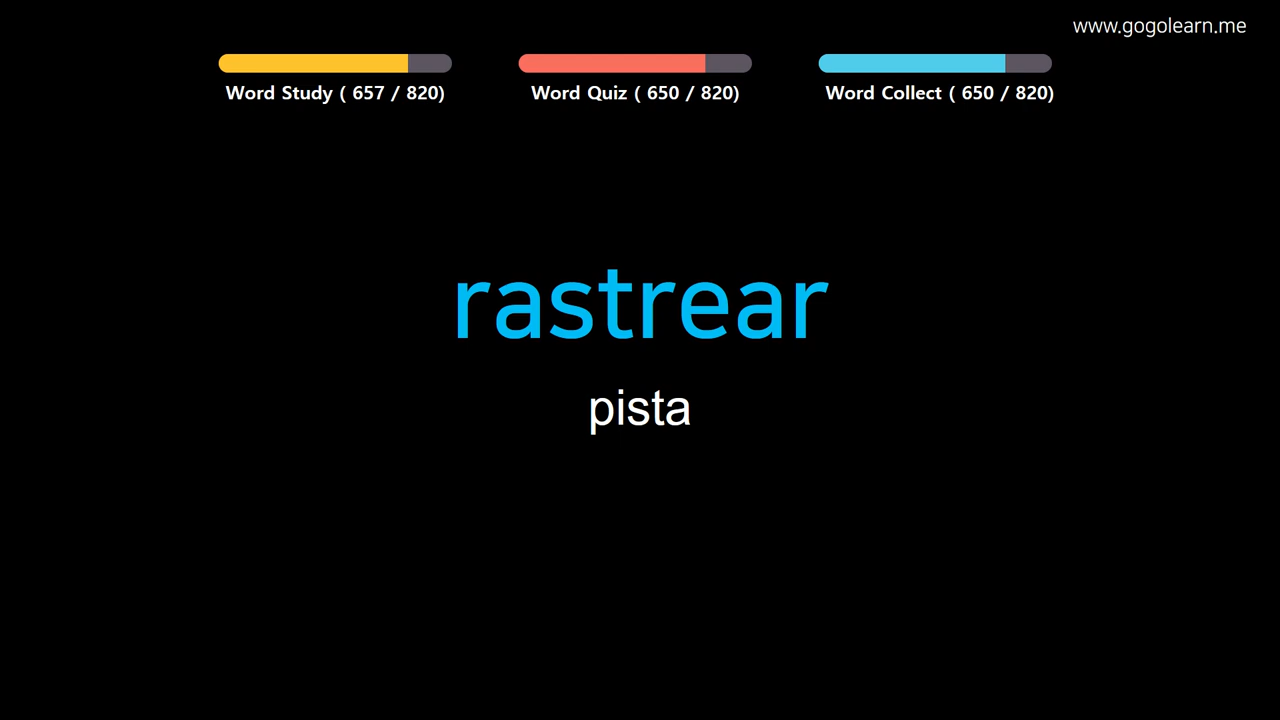 www.gogolearn.me
Word Study ( 657 / 820)
Word Quiz ( 650 / 820)
Word Collect ( 650 / 820)
rastrear
pista